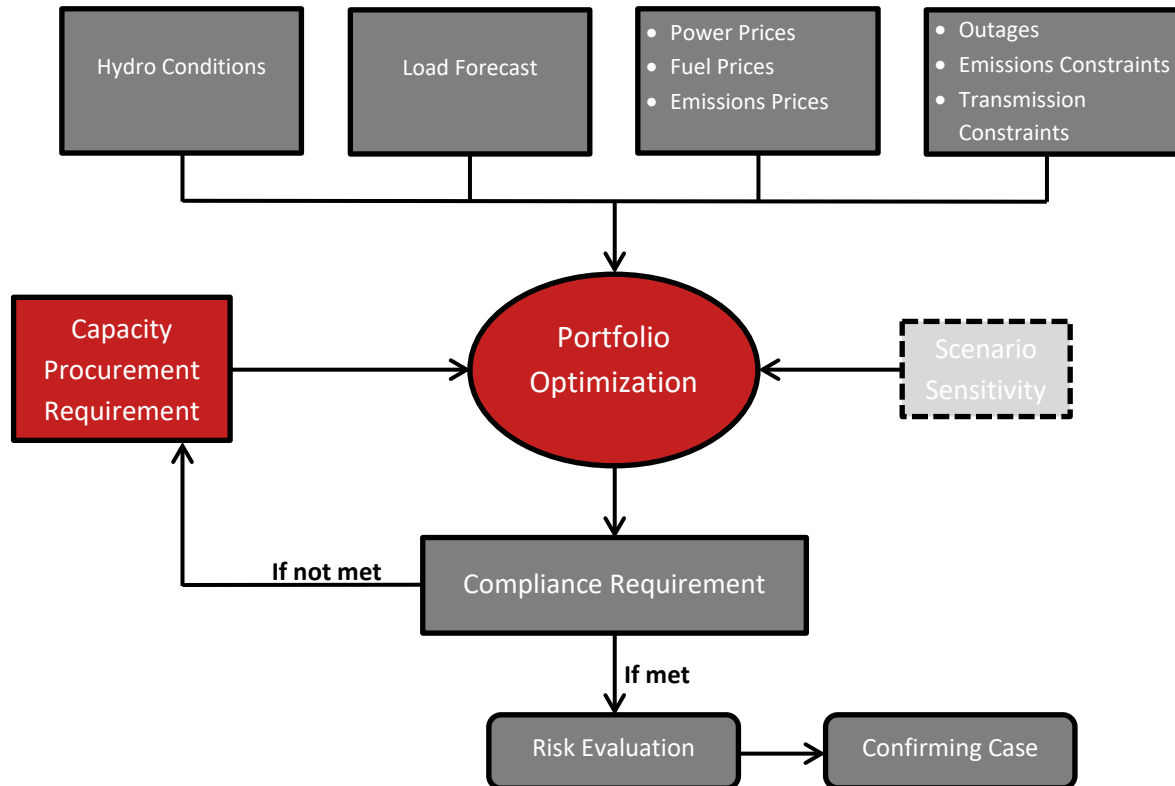 Hydro Conditions
Load Forecast
• Power Prices
• Fuel Prices
• Emissions Prices
• Outages
• Emissions Constraints
• Transmission
Constraints
Capacity
Procurement
Requirement
Portfolio
Optimization
Scenario
Sensitivity
If not met
Compliance Requirement
If met
Risk Evaluation
Confirming Case